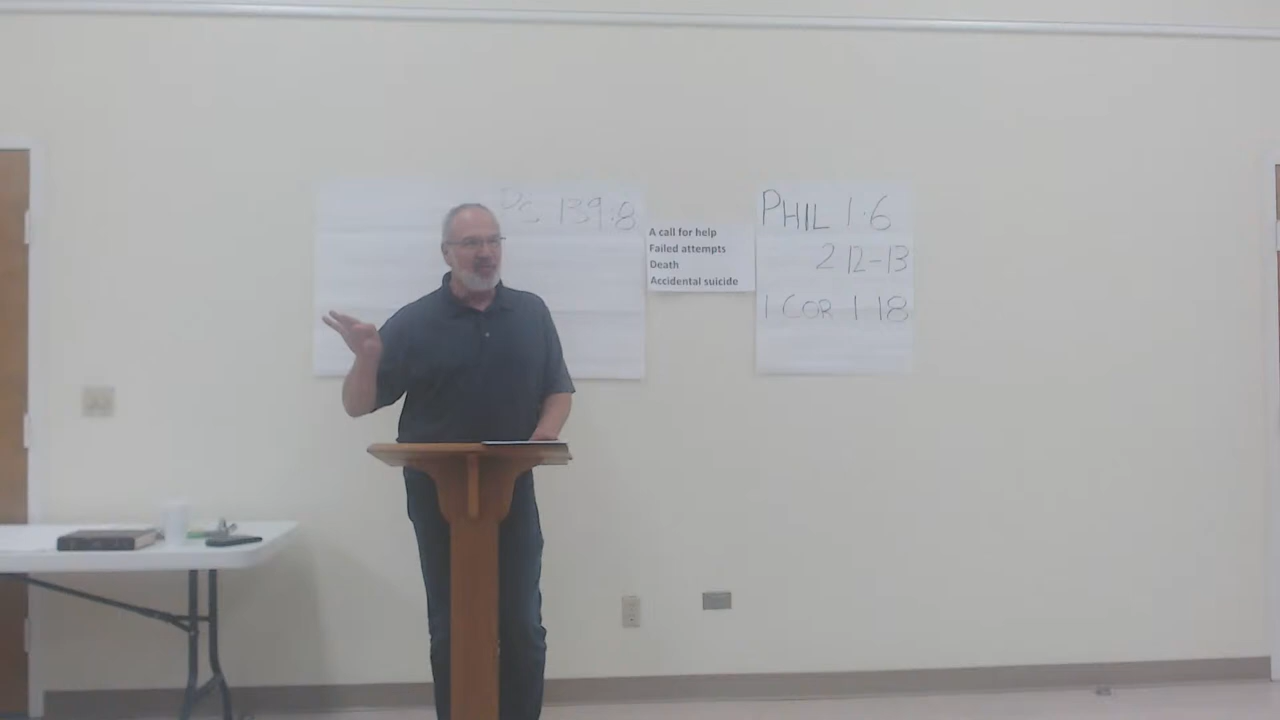 Ps 139:8
A call for help
Failed attempts
Death
Accidental suicide
PHIL 1.6
2 12-13
1 COR 1 18